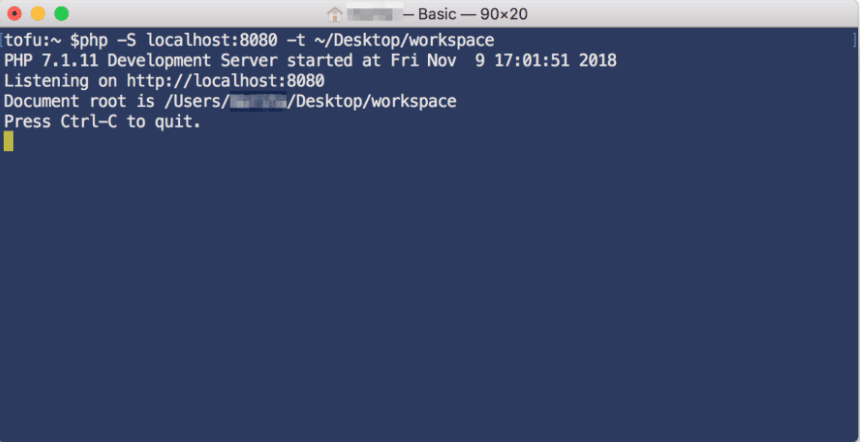 — Basic — 90×20
tofu:~ $php -S localhost:8080 -t ~/Desktop/workspace
PHP 7.1.11 Development Server started at Fri Nov  9 17:01:51 2018
Listening on http://localhost:8080
Document root is /Users/ /Desktop/workspace
Press Ctrl-C to quit.